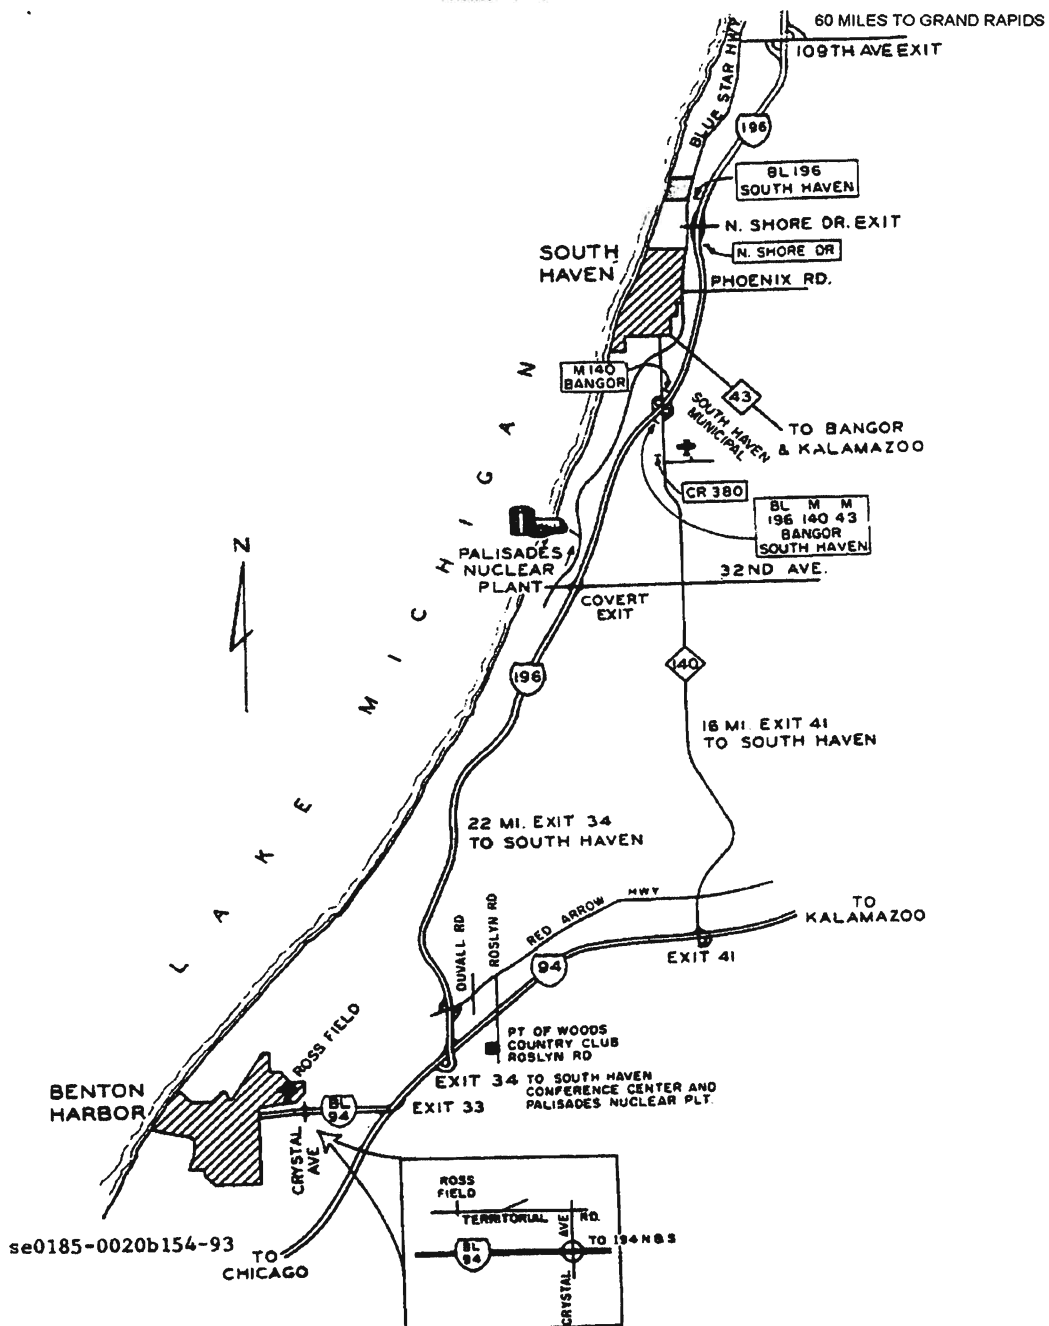 60 MILES TO GRAND RAPIDS
109TH AVE EXIT
BLUE STAR HWY
196
BL 196
SOUTH HAVEN
N. SHORE DR. EXIT
N. SHORE DR
SOUTH
HAVEN
PHOENIX RD.
M 140
BANGOR
43
SOUTH HAVEN
MUNICIPAL
TO BANGOR
& KALAMAZOO
CR 380
BL M M
196 140 43
BANGOR
SOUTH HAVEN
PALISADES
NUCLEAR
PLANT
32ND AVE.
COVERT
EXIT
N
LAKE MICHIGAN
196
140
16 MI. EXIT 41
TO SOUTH HAVEN
22 MI. EXIT 34
TO SOUTH HAVEN
RED ARROW HWY
DUVALL RD
ROSLYN RD
TO
KALAMAZOO
EXIT 41
94
PT OF WOODS
COUNTRY CLUB
ROSLYN RD
ROSS FIELD
EXIT 34 TO SOUTH HAVEN
CONFERENCE CENTER AND
PALISADES NUCLEAR PLT.
BENTON
HARBOR
BL
94
EXIT 33
CRYSTAL
AVE
ROSS
FIELD
TERRITORIAL RD.
CRYSTAL AVE
TO I94 N & S
BL
94
se0185-0020b154-93
TO
CHICAGO